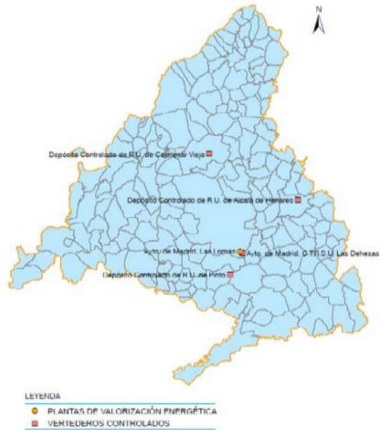 N
Depósito Controlado de R.U. de Colmenar Viejo
Depósito Controlado de R.U. de Alcalá de Henares
Ayto. de Madrid. Las Lomas
Ayto. de Madrid. C.T.R.S.U. Las Dehesas
Depósito Controlado de R.U. de Pinto
LEYENDA
PLANTAS DE VALORIZACIÓN ENERGÉTICA
VERTEDEROS CONTROLADOS